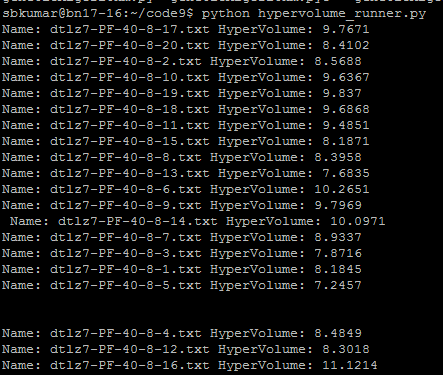 sbkumar@bn17-16:~/code9$ python hypervolume_runner.py
Name: dtlz7-PF-40-8-17.txt HyperVolume: 9.7671
Name: dtlz7-PF-40-8-20.txt HyperVolume: 8.4102
Name: dtlz7-PF-40-8-2.txt HyperVolume: 8.5688
Name: dtlz7-PF-40-8-10.txt HyperVolume: 9.6367
Name: dtlz7-PF-40-8-19.txt HyperVolume: 9.837
Name: dtlz7-PF-40-8-18.txt HyperVolume: 9.6868
Name: dtlz7-PF-40-8-11.txt HyperVolume: 9.4851
Name: dtlz7-PF-40-8-15.txt HyperVolume: 8.1871
Name: dtlz7-PF-40-8-8.txt HyperVolume: 8.3958
Name: dtlz7-PF-40-8-13.txt HyperVolume: 7.6835
Name: dtlz7-PF-40-8-6.txt HyperVolume: 10.2651
Name: dtlz7-PF-40-8-9.txt HyperVolume: 9.7969
Name: dtlz7-PF-40-8-14.txt HyperVolume: 10.0971
Name: dtlz7-PF-40-8-7.txt HyperVolume: 8.9337
Name: dtlz7-PF-40-8-3.txt HyperVolume: 7.8716
Name: dtlz7-PF-40-8-1.txt HyperVolume: 8.1845
Name: dtlz7-PF-40-8-5.txt HyperVolume: 7.2457
Name: dtlz7-PF-40-8-4.txt HyperVolume: 8.4849
Name: dtlz7-PF-40-8-12.txt HyperVolume: 8.3018
Name: dtlz7-PF-40-8-16.txt HyperVolume: 11.1214